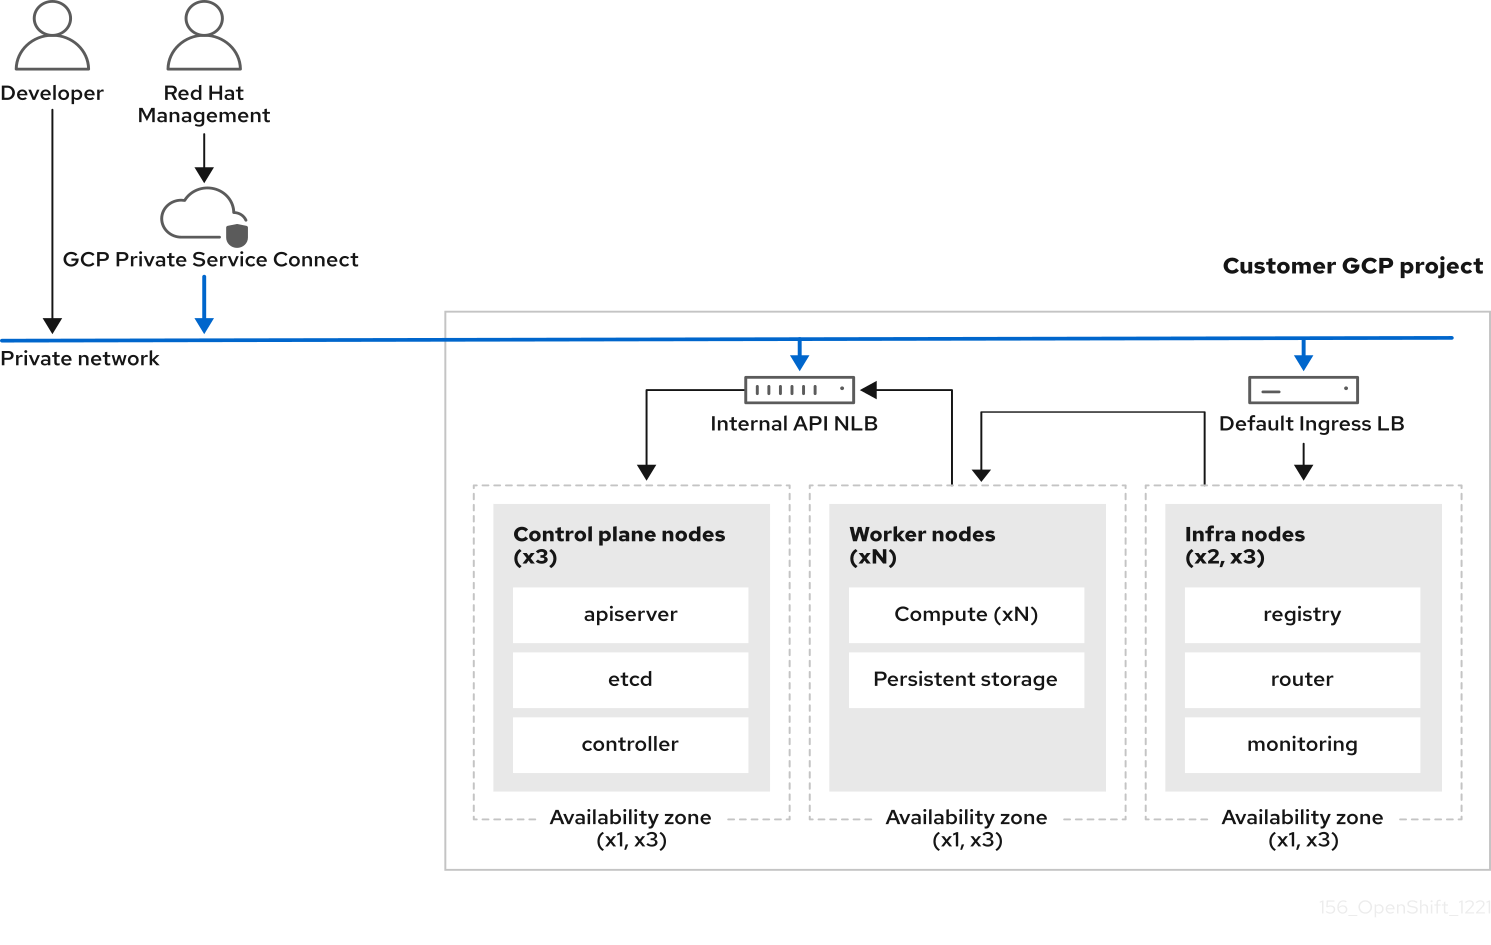 Developer
Red Hat
Management
GCP Private Service Connect
Customer GCP project
Private network
Internal API NLB
Default Ingress LB
Control plane nodes
(x3)
apiserver
etcd
controller
Availability zone
(x1, x3)
Worker nodes
(xN)
Compute (xN)
Persistent storage
Availability zone
(x1, x3)
Infra nodes
(x2, x3)
registry
router
monitoring
Availability zone
(x1, x3)
156_OpenShift_1221